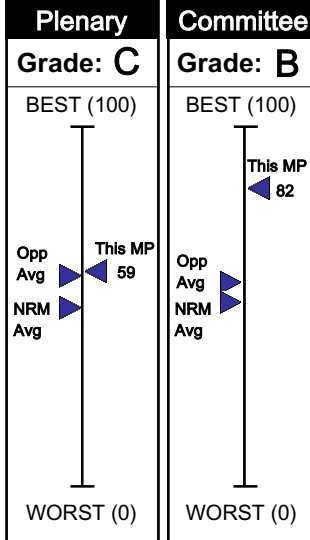 Plenary
Grade: C
BEST (100)
Opp
Avg
This MP
59
NRM
Avg
WORST (0)
Committee
Grade: B
BEST (100)
This MP
82
Opp
Avg
NRM
Avg
WORST (0)